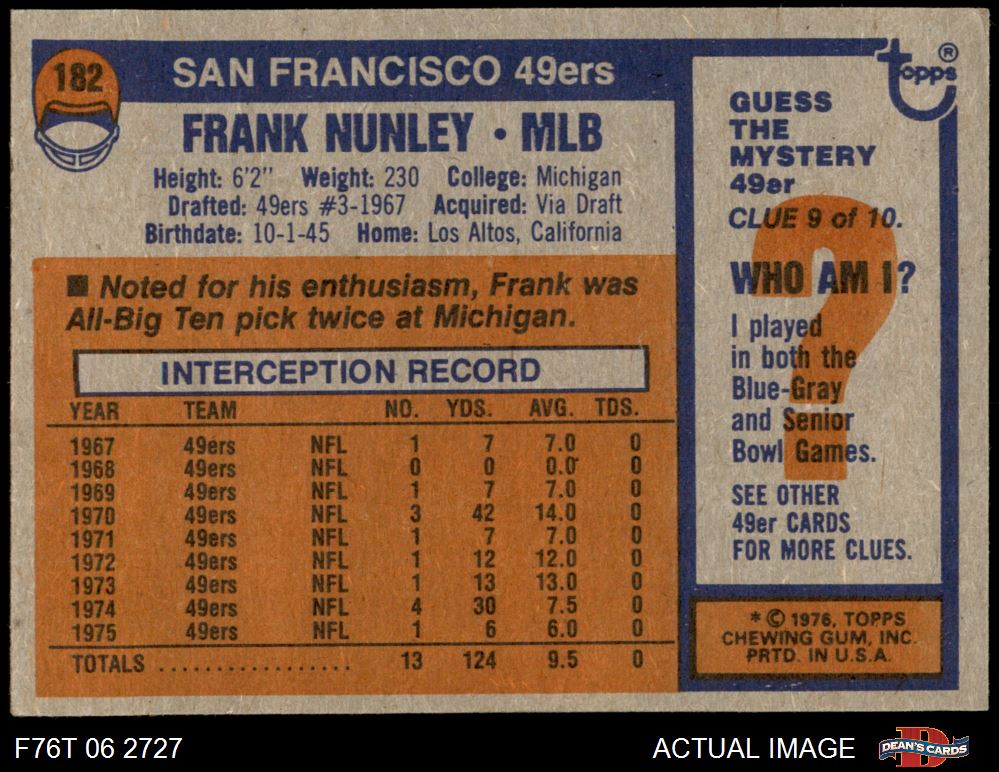 182
SAN FRANCISCO 49ers
FRANK NUNLEY • MLB
Height: 6'2" Weight: 230 College: Michigan
Drafted: 49ers #3-1967 Acquired: Via Draft
Birthdate: 10-1-45 Home: Los Altos, California
■ Noted for his enthusiasm, Frank was
All-Big Ten pick twice at Michigan.
INTERCEPTION RECORD
YEAR TEAM NO. YDS. AVG. TDS.
1967 49ers NFL 1 7 7.0 0
1968 49ers NFL 0 0 0.0 0
1969 49ers NFL 1 7 7.0 0
1970 49ers NFL 3 42 14.0 0
1971 49ers NFL 1 7 7.0 0
1972 49ers NFL 1 12 12.0 0
1973 49ers NFL 1 13 13.0 0
1974 49ers NFL 4 30 7.5 0
1975 49ers NFL 1 6 6.0 0
TOTALS .................. 13 124 9.5 0
topps®
GUESS
THE
MYSTERY
49er
CLUE 9 of 10.
?
WHO AM I?
I played
in both the
Blue-Gray
and Senior
Bowl Games.
SEE OTHER
49er CARDS
FOR MORE CLUES.
* © 1976, TOPPS
CHEWING GUM, INC.
PRTD. IN U.S.A.
F76T 06 2727
ACTUAL IMAGE
D
DEAN'S CARDS